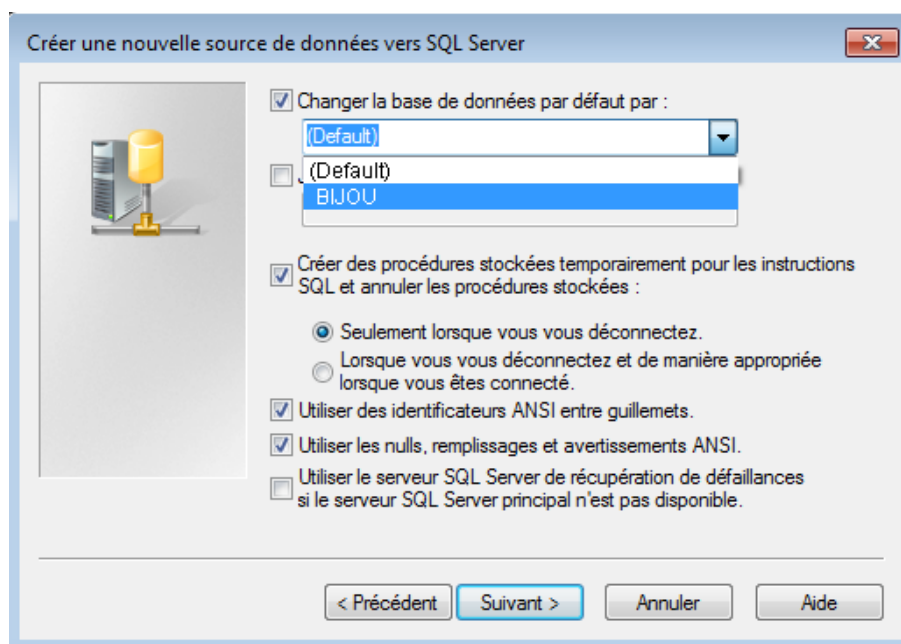 Créer une nouvelle source de données vers SQL Server
Changer la base de données par défaut par :
(Default)
(Default)
BIJOU
Créer des procédures stockées temporairement pour les instructions
SQL et annuler les procédures stockées :
Seulement lorsque vous vous déconnectez.
Lorsque vous vous déconnectez et de manière appropriée
lorsque vous êtes connecté.
Utiliser des identificateurs ANSI entre guillemets.
Utiliser les nulls, remplissages et avertissements ANSI.
Utiliser le serveur SQL Server de récupération de défaillances
si le serveur SQL Server principal n'est pas disponible.
< Précédent
Suivant >
Annuler
Aide